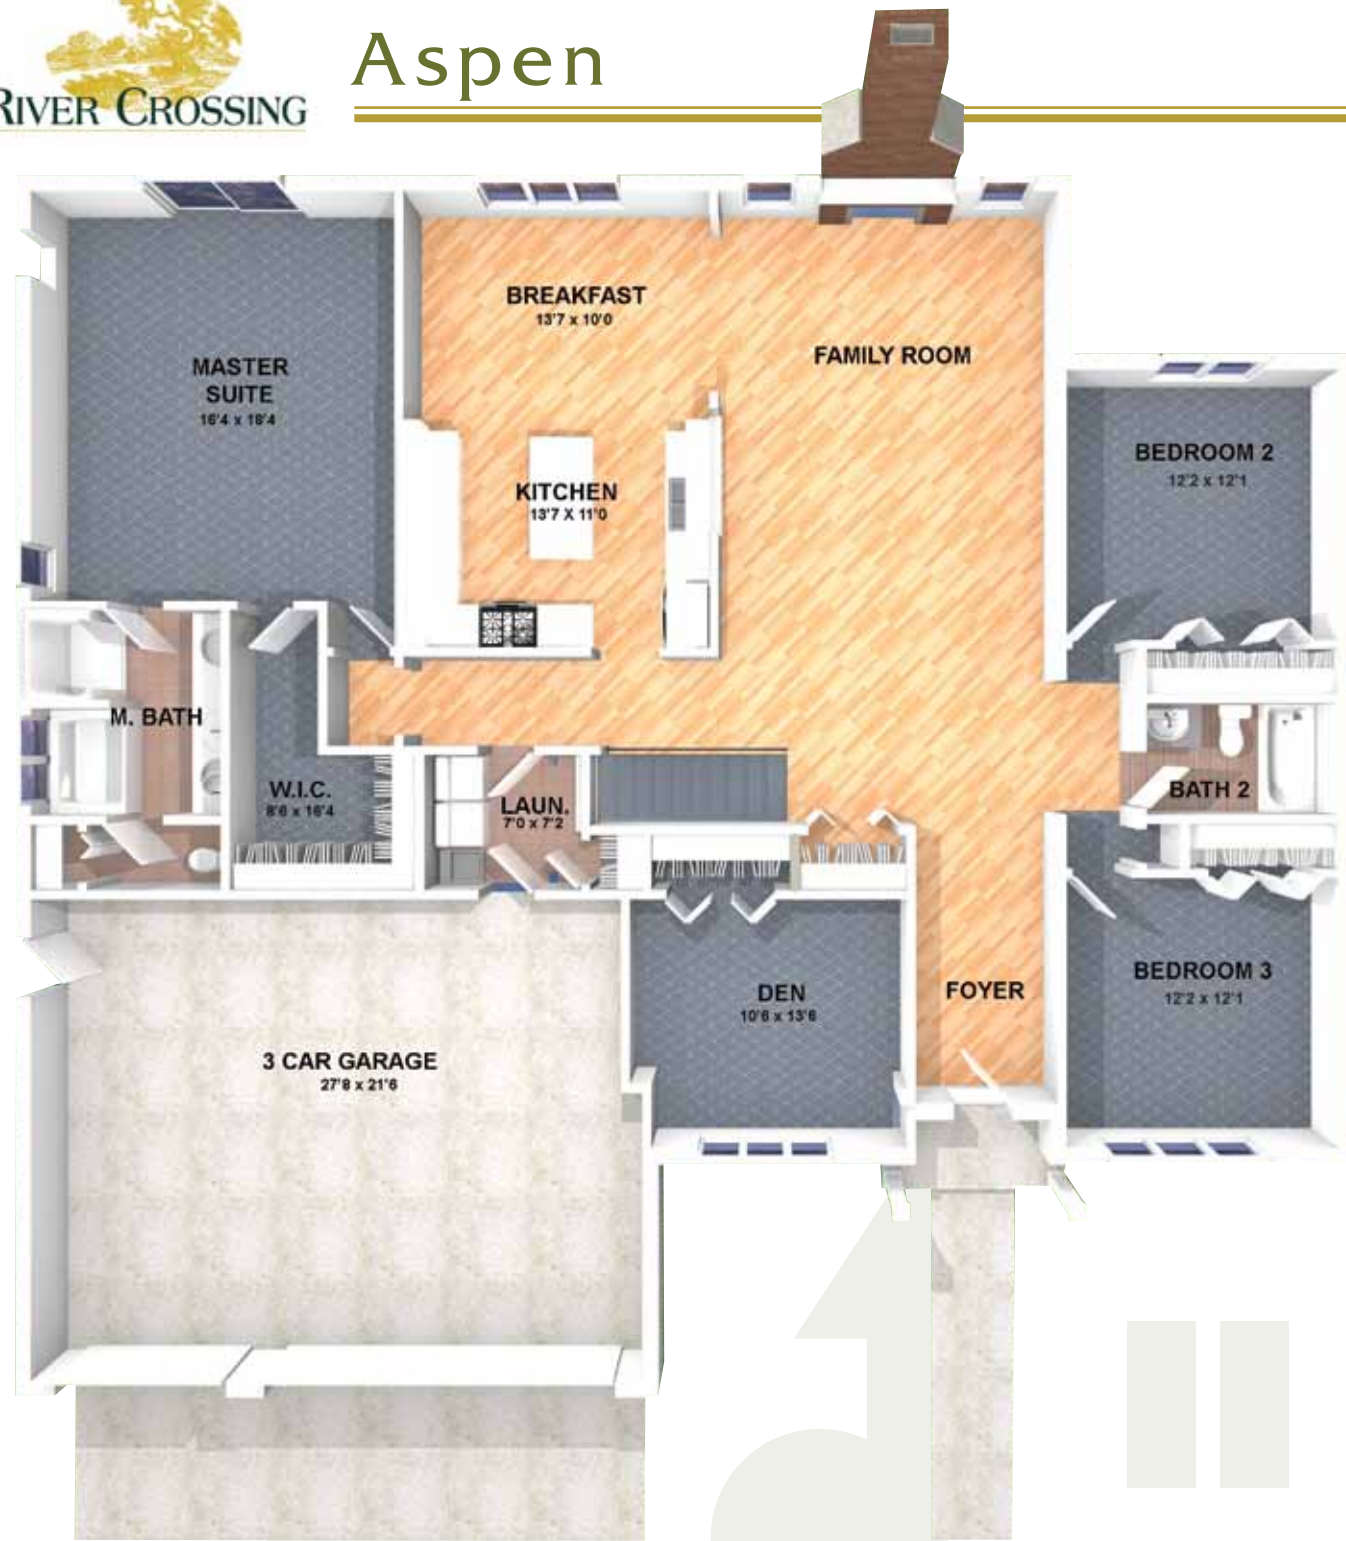 Aspen
RIVER CROSSING
BREAKFAST
13'7 x 10'0
FAMILY ROOM
MASTER
SUITE
16'4 x 18'4
BEDROOM 2
12'2 x 12'1
KITCHEN
13'7 X 11'0
M. BATH
W.I.C.
8'6 x 16'4
LAUN.
7'0 x 7'2
BATH 2
BEDROOM 3
12'2 x 12'1
DEN
10'6 x 13'6
FOYER
3 CAR GARAGE
27'8 x 21'6